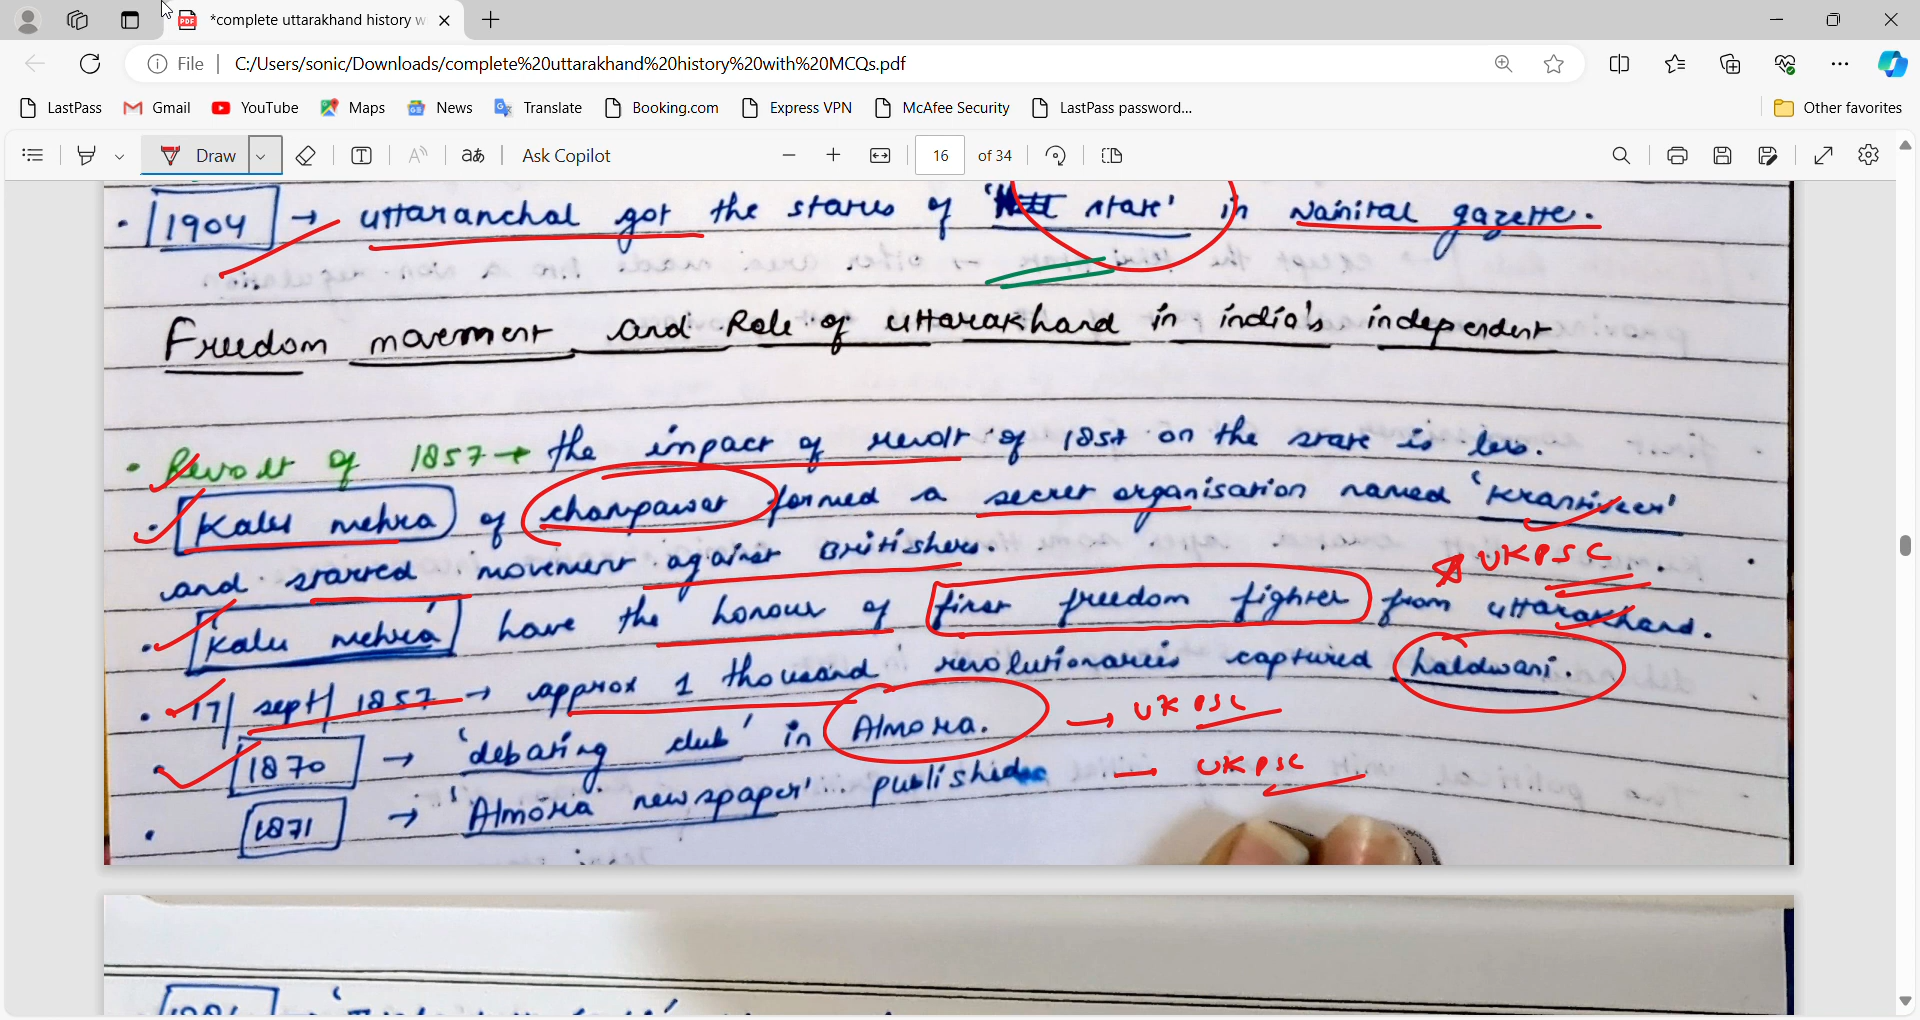 *complete uttarakhand history w
File C:/Users/sonic/Downloads/complete%20uttarakhand%20history%20with%20MCQs.pdf
LastPass Gmail YouTube Maps News Translate Booking.com Express VPN McAfee Security LastPass password... Other favorites
Draw Ask Copilot 16 of 34
1904 → uttaranchal got the status of ' state' in Nainital gazette.
Freedom movement and Role of uttarakhand in india's independent
Revolt of 1857 → the impact of revolt of 1857 on the state is less.
Kalu mehra of champawat formed a secret organisation named 'Krantiveer'
and started movement against Britishers.
UKPSC
Kalu mehra have the honour of first freedom fighter from uttarakhand.
17/sept/1857 → approx 1 thousand revolutionaries captured haldwani.
1870 → 'debating club' in Almora. → UKPSC
1871 → 'Almora newspaper' published - UKPSC